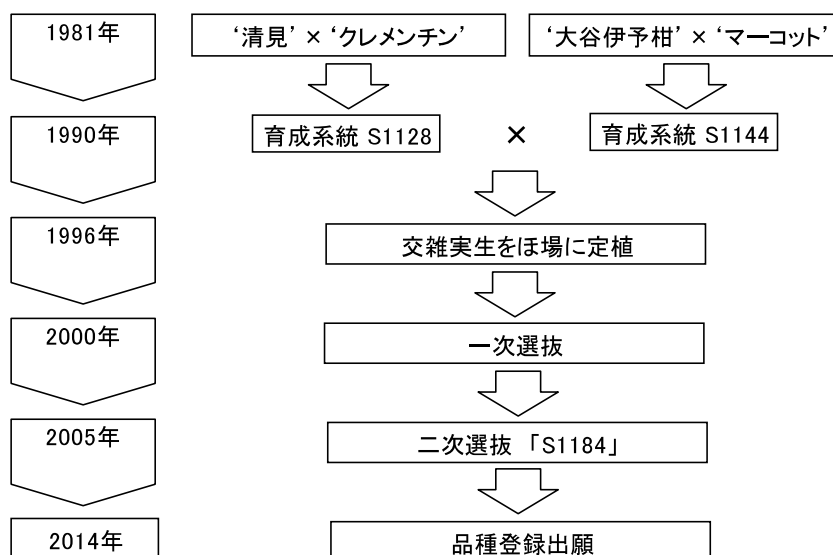 1981年
‘清見’×‘クレメンチン’
‘大谷伊予柑’×‘マーコット’
1990年
育成系統 S1128
×
育成系統 S1144
1996年
交雑実生をほ場に定植
2000年
一次選抜
2005年
二次選抜 「S1184」
2014年
品種登録出願